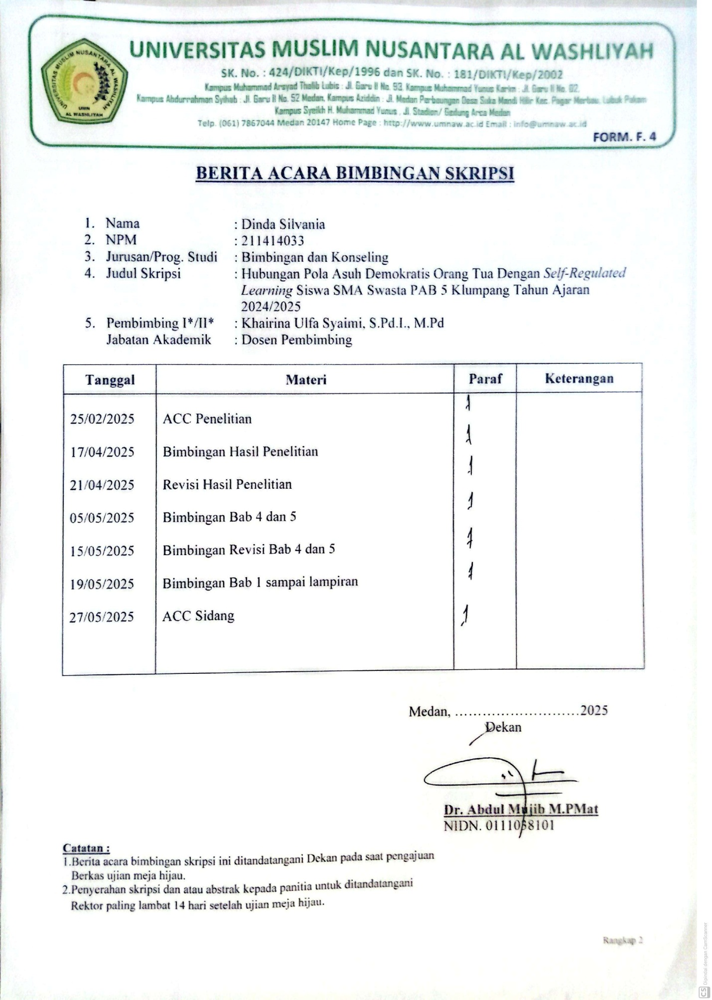 UNIVERSITAS MUSLIM NUSANTARA AL WASHLIYAH
SK. No. : 424/DIKTI/Kep/1996 dan SK. No. : 181/DIKTI/Kep/2002
Kampus Muhammad Arsyad Thalib Lubis : Jl. Garu II No. 93, Kampus Muhammad Yunus Karim : Jl. Garu II No. 02,
Kampus Abdurrahman Syihab : Jl. Garu II No. 52 Medan, Kampus Aziddin : Jl. Medan Perbaungan Desa Suka Mandi Hilir Kec. Pagar Merbau, Lubuk Pakam
Kampus Syeikh H. Muhammad Yunus , Jl. Stadion/ Gedung Arca Medan
Telp. (061) 7867044 Medan 20147 Home Page : http://www.umnaw.ac.id Email : info@umnaw.ac.id
FORM. F. 4
UNIVERSITAS MUSLIM NUSANTARA AL WASHLIYAH
UMN
AL WASHLIYAH
BERITA ACARA BIMBINGAN SKRIPSI
1. Nama : Dinda Silvania
2. NPM : 211414033
3. Jurusan/Prog. Studi : Bimbingan dan Konseling
4. Judul Skripsi : Hubungan Pola Asuh Demokratis Orang Tua Dengan Self-Regulated
Learning Siswa SMA Swasta PAB 5 Klumpang Tahun Ajaran
2024/2025
5. Pembimbing I*/II* : Khairina Ulfa Syaimi, S.Pd.I., M.Pd
Jabatan Akademik : Dosen Pembimbing
Tanggal Materi Paraf Keterangan
25/02/2025 ACC Penelitian
17/04/2025 Bimbingan Hasil Penelitian
21/04/2025 Revisi Hasil Penelitian
05/05/2025 Bimbingan Bab 4 dan 5
15/05/2025 Bimbingan Revisi Bab 4 dan 5
19/05/2025 Bimbingan Bab 1 sampai lampiran
27/05/2025 ACC Sidang
Medan, ...........................2025
Dekan
Dr. Abdul Mujib M.PMat
NIDN. 0111058101
Catatan :
1.Berita acara bimbingan skripsi ini ditandatangani Dekan pada saat pengajuan
Berkas ujian meja hijau.
2.Penyerahan skripsi dan atau abstrak kepada panitia untuk ditandatangani
Rektor paling lambat 14 hari setelah ujian meja hijau.
Rangkap 2
CS Dipindai dengan CamScanner